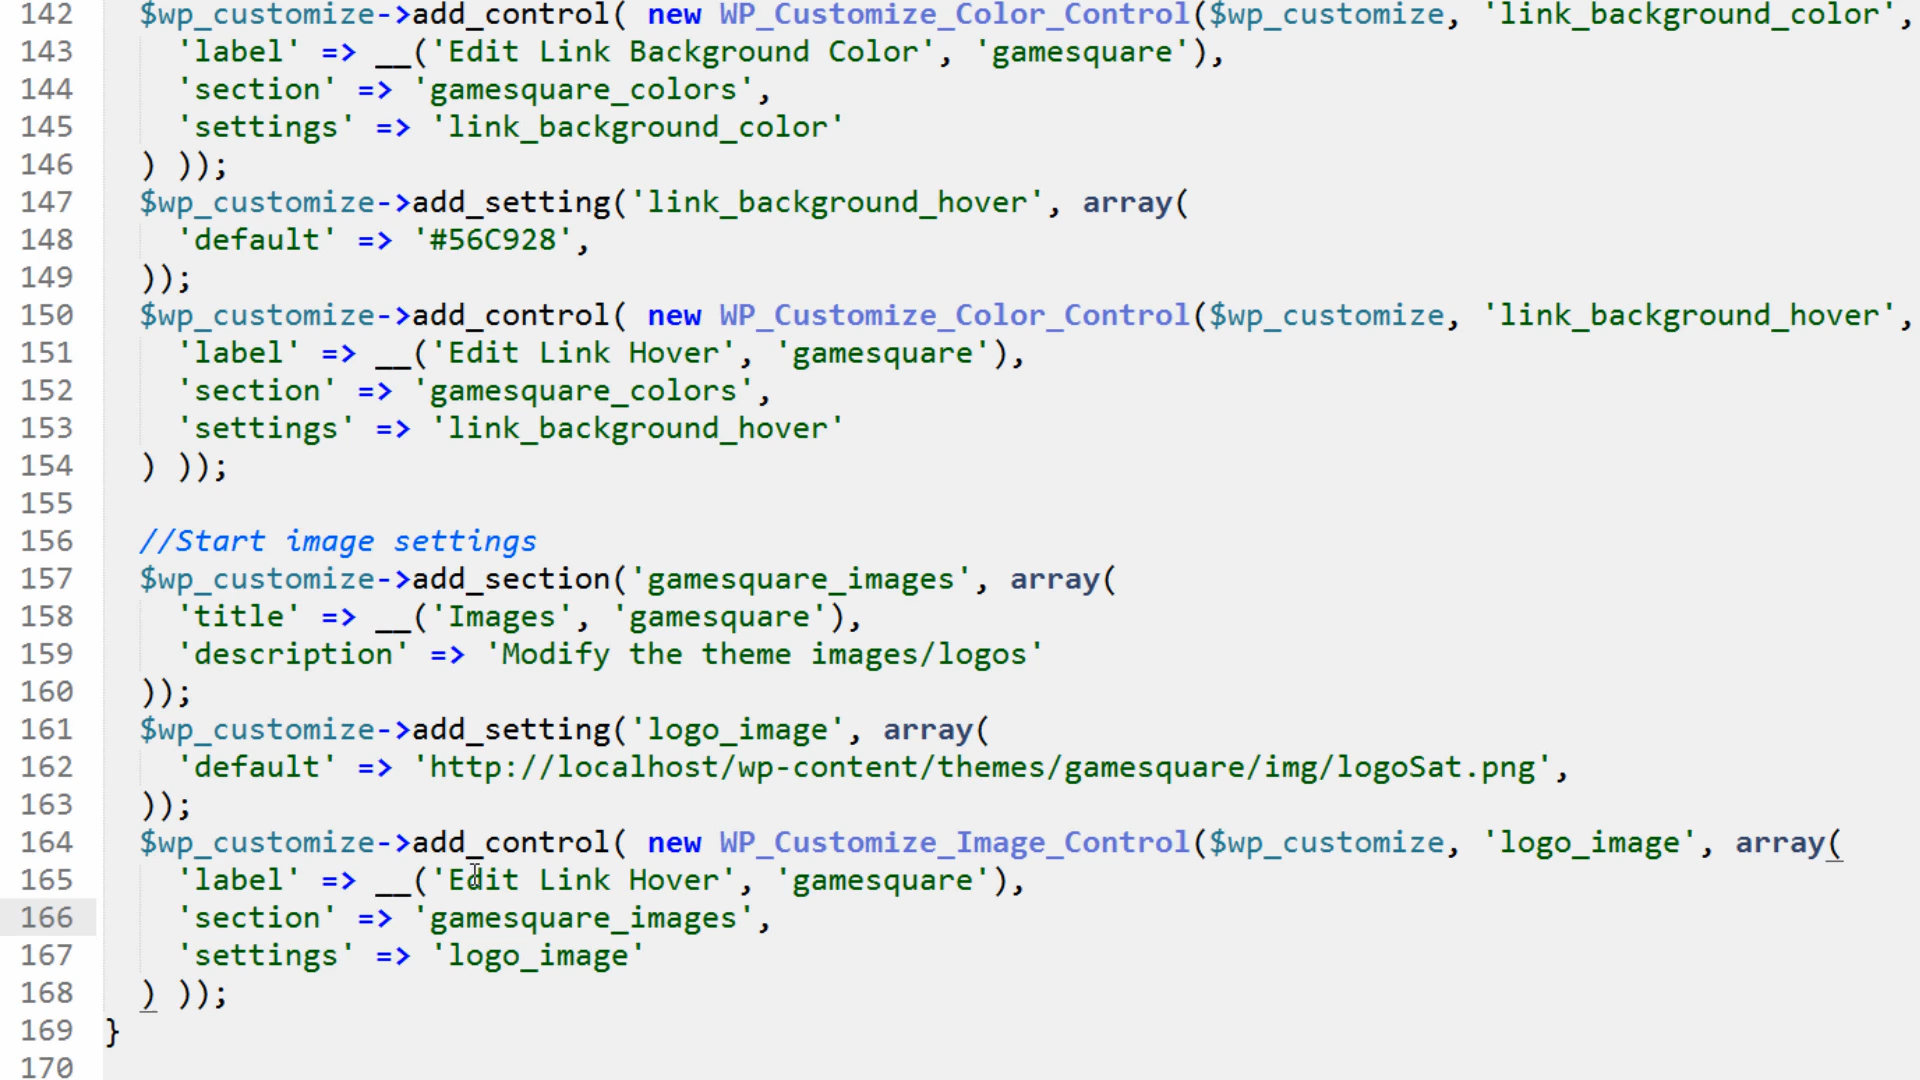 142 $wp_customize->add_control( new WP_Customize_Color_Control($wp_customize, 'link_background_color',
143 'label' => __('Edit Link Background Color', 'gamesquare'),
144 'section' => 'gamesquare_colors',
145 'settings' => 'link_background_color'
146 ) ));
147 $wp_customize->add_setting('link_background_hover', array(
148 'default' => '#56C928',
149 ));
150 $wp_customize->add_control( new WP_Customize_Color_Control($wp_customize, 'link_background_hover',
151 'label' => __('Edit Link Hover', 'gamesquare'),
152 'section' => 'gamesquare_colors',
153 'settings' => 'link_background_hover'
154 ) ));
155
156 //Start image settings
157 $wp_customize->add_section('gamesquare_images', array(
158 'title' => __('Images', 'gamesquare'),
159 'description' => 'Modify the theme images/logos'
160 ));
161 $wp_customize->add_setting('logo_image', array(
162 'default' => 'http://localhost/wp-content/themes/gamesquare/img/logoSat.png',
163 ));
164 $wp_customize->add_control( new WP_Customize_Image_Control($wp_customize, 'logo_image', array(
165 'label' => __('Edit Link Hover', 'gamesquare'),
166 'section' => 'gamesquare_images',
167 'settings' => 'logo_image'
168 ) ));
169 }
170